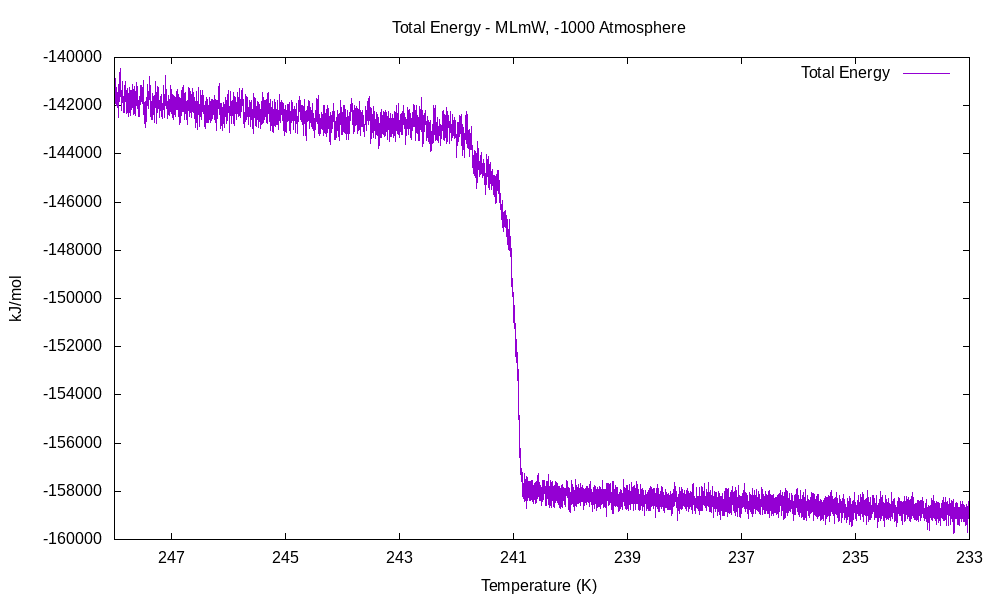 Total Energy - MLmW, -1000 Atmosphere
Total Energy
-140000
-142000
-144000
-146000
-148000
-150000
-152000
-154000
-156000
-158000
-160000
kJ/mol
247 245 243 241 239 237 235 233
Temperature (K)